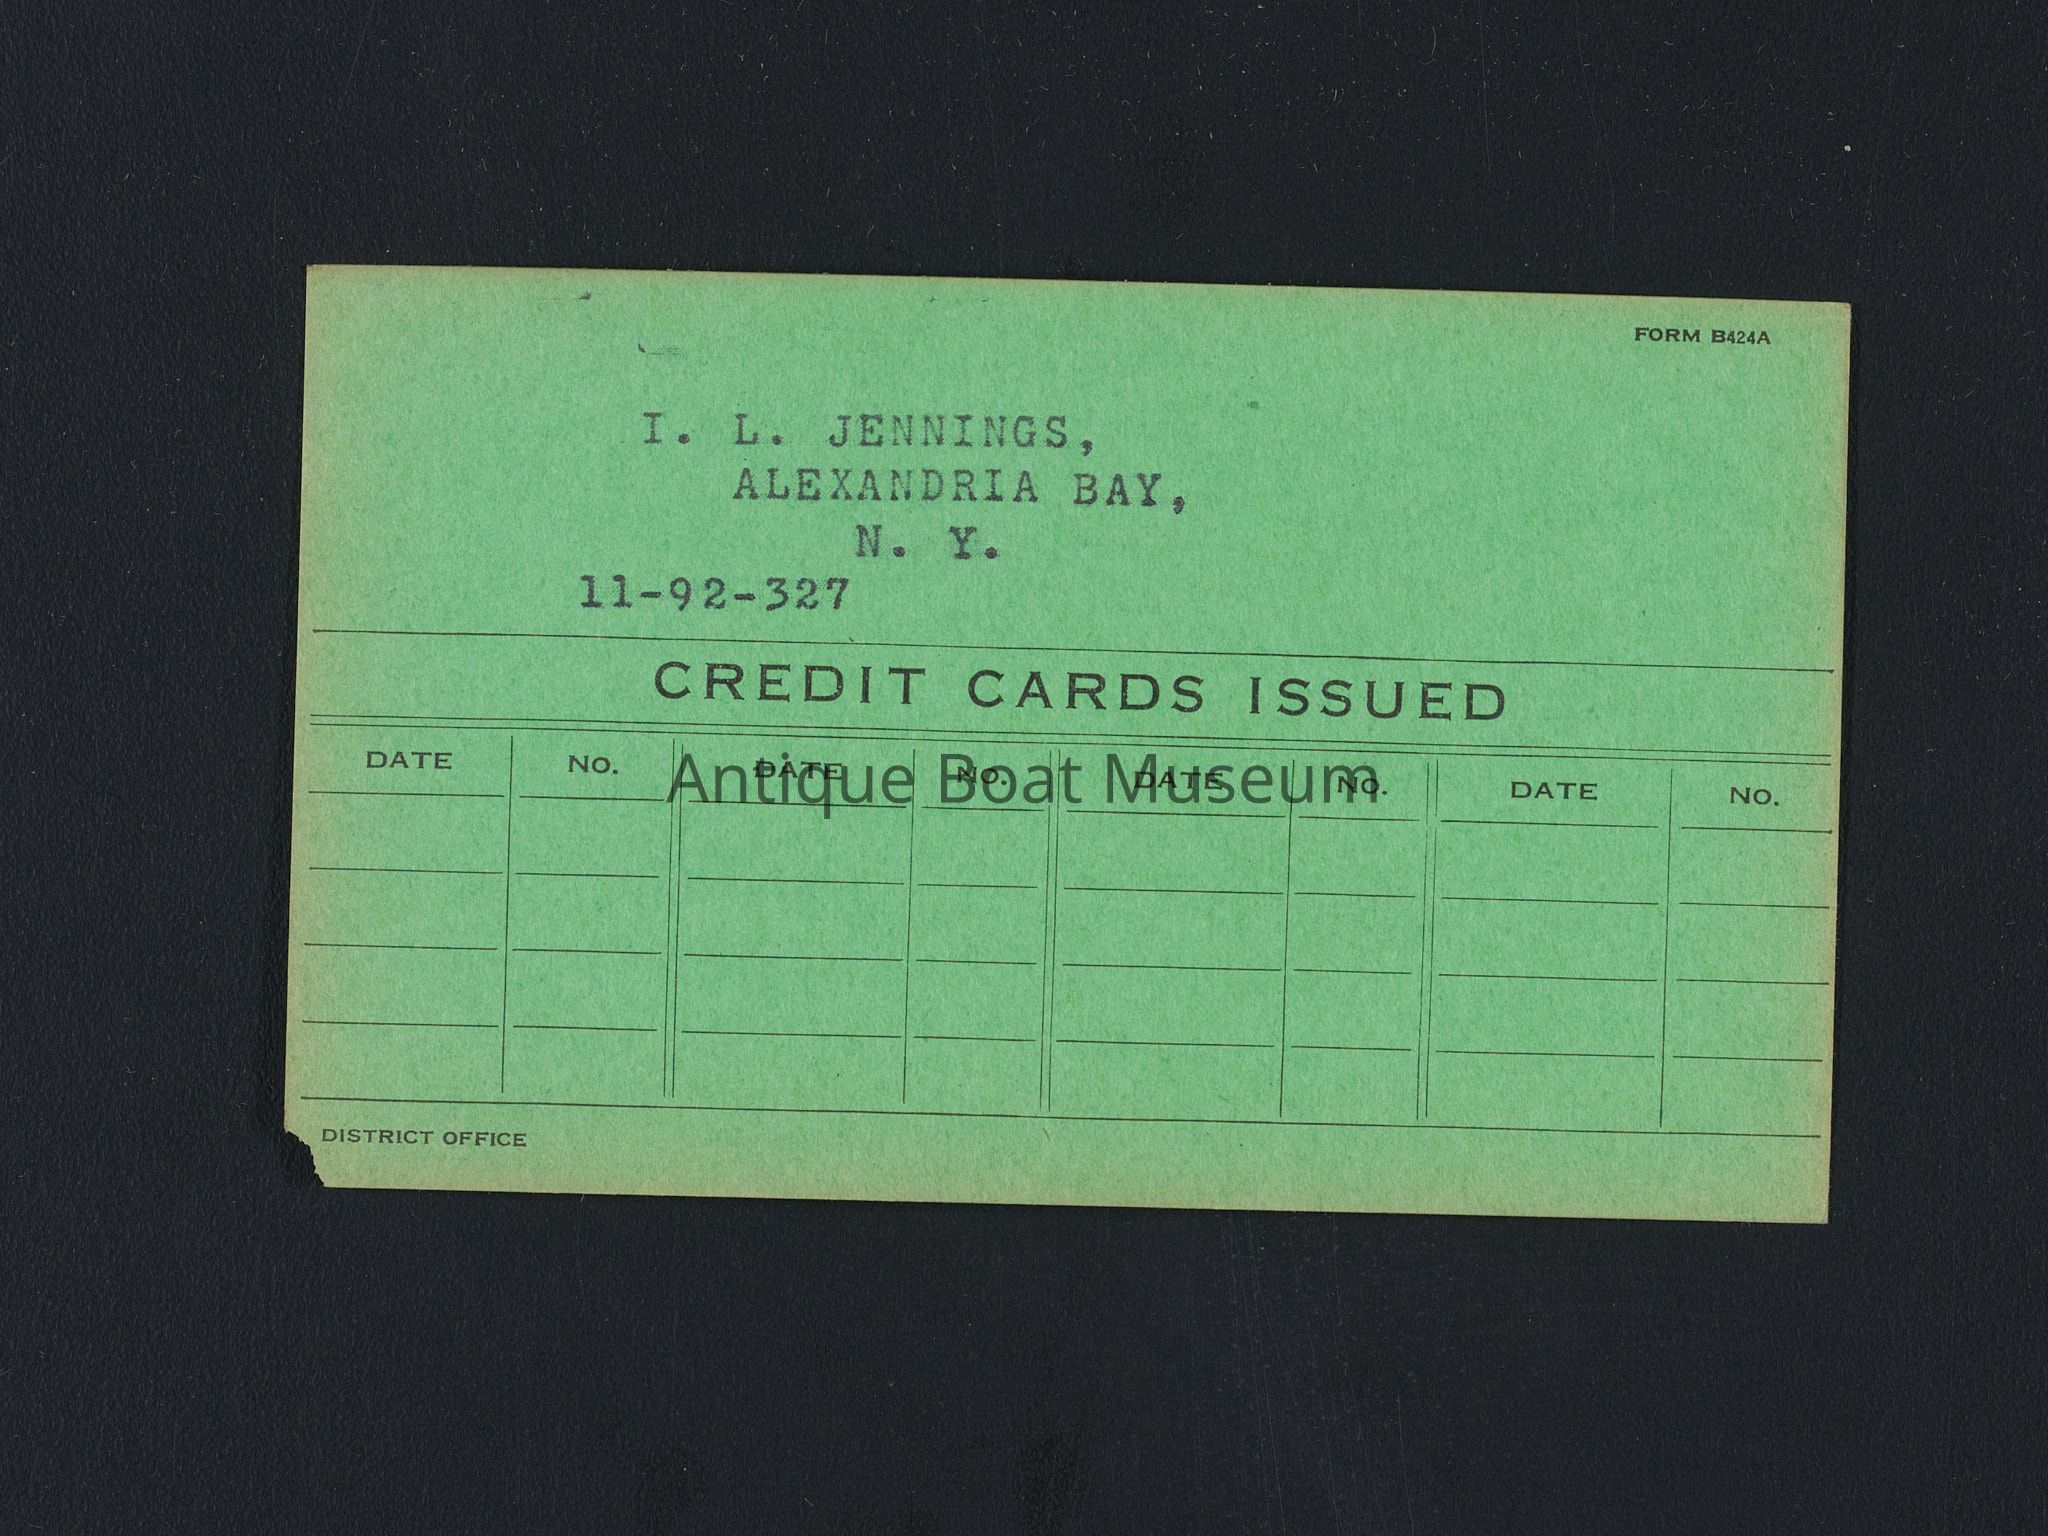 FORM B424A
I. L. JENNINGS,
ALEXANDRIA BAY,
N. Y.
11-92-327
CREDIT CARDS ISSUED
DATE NO. DATE NO. DATE NO. DATE NO.
Antique Boat Museum
DISTRICT OFFICE